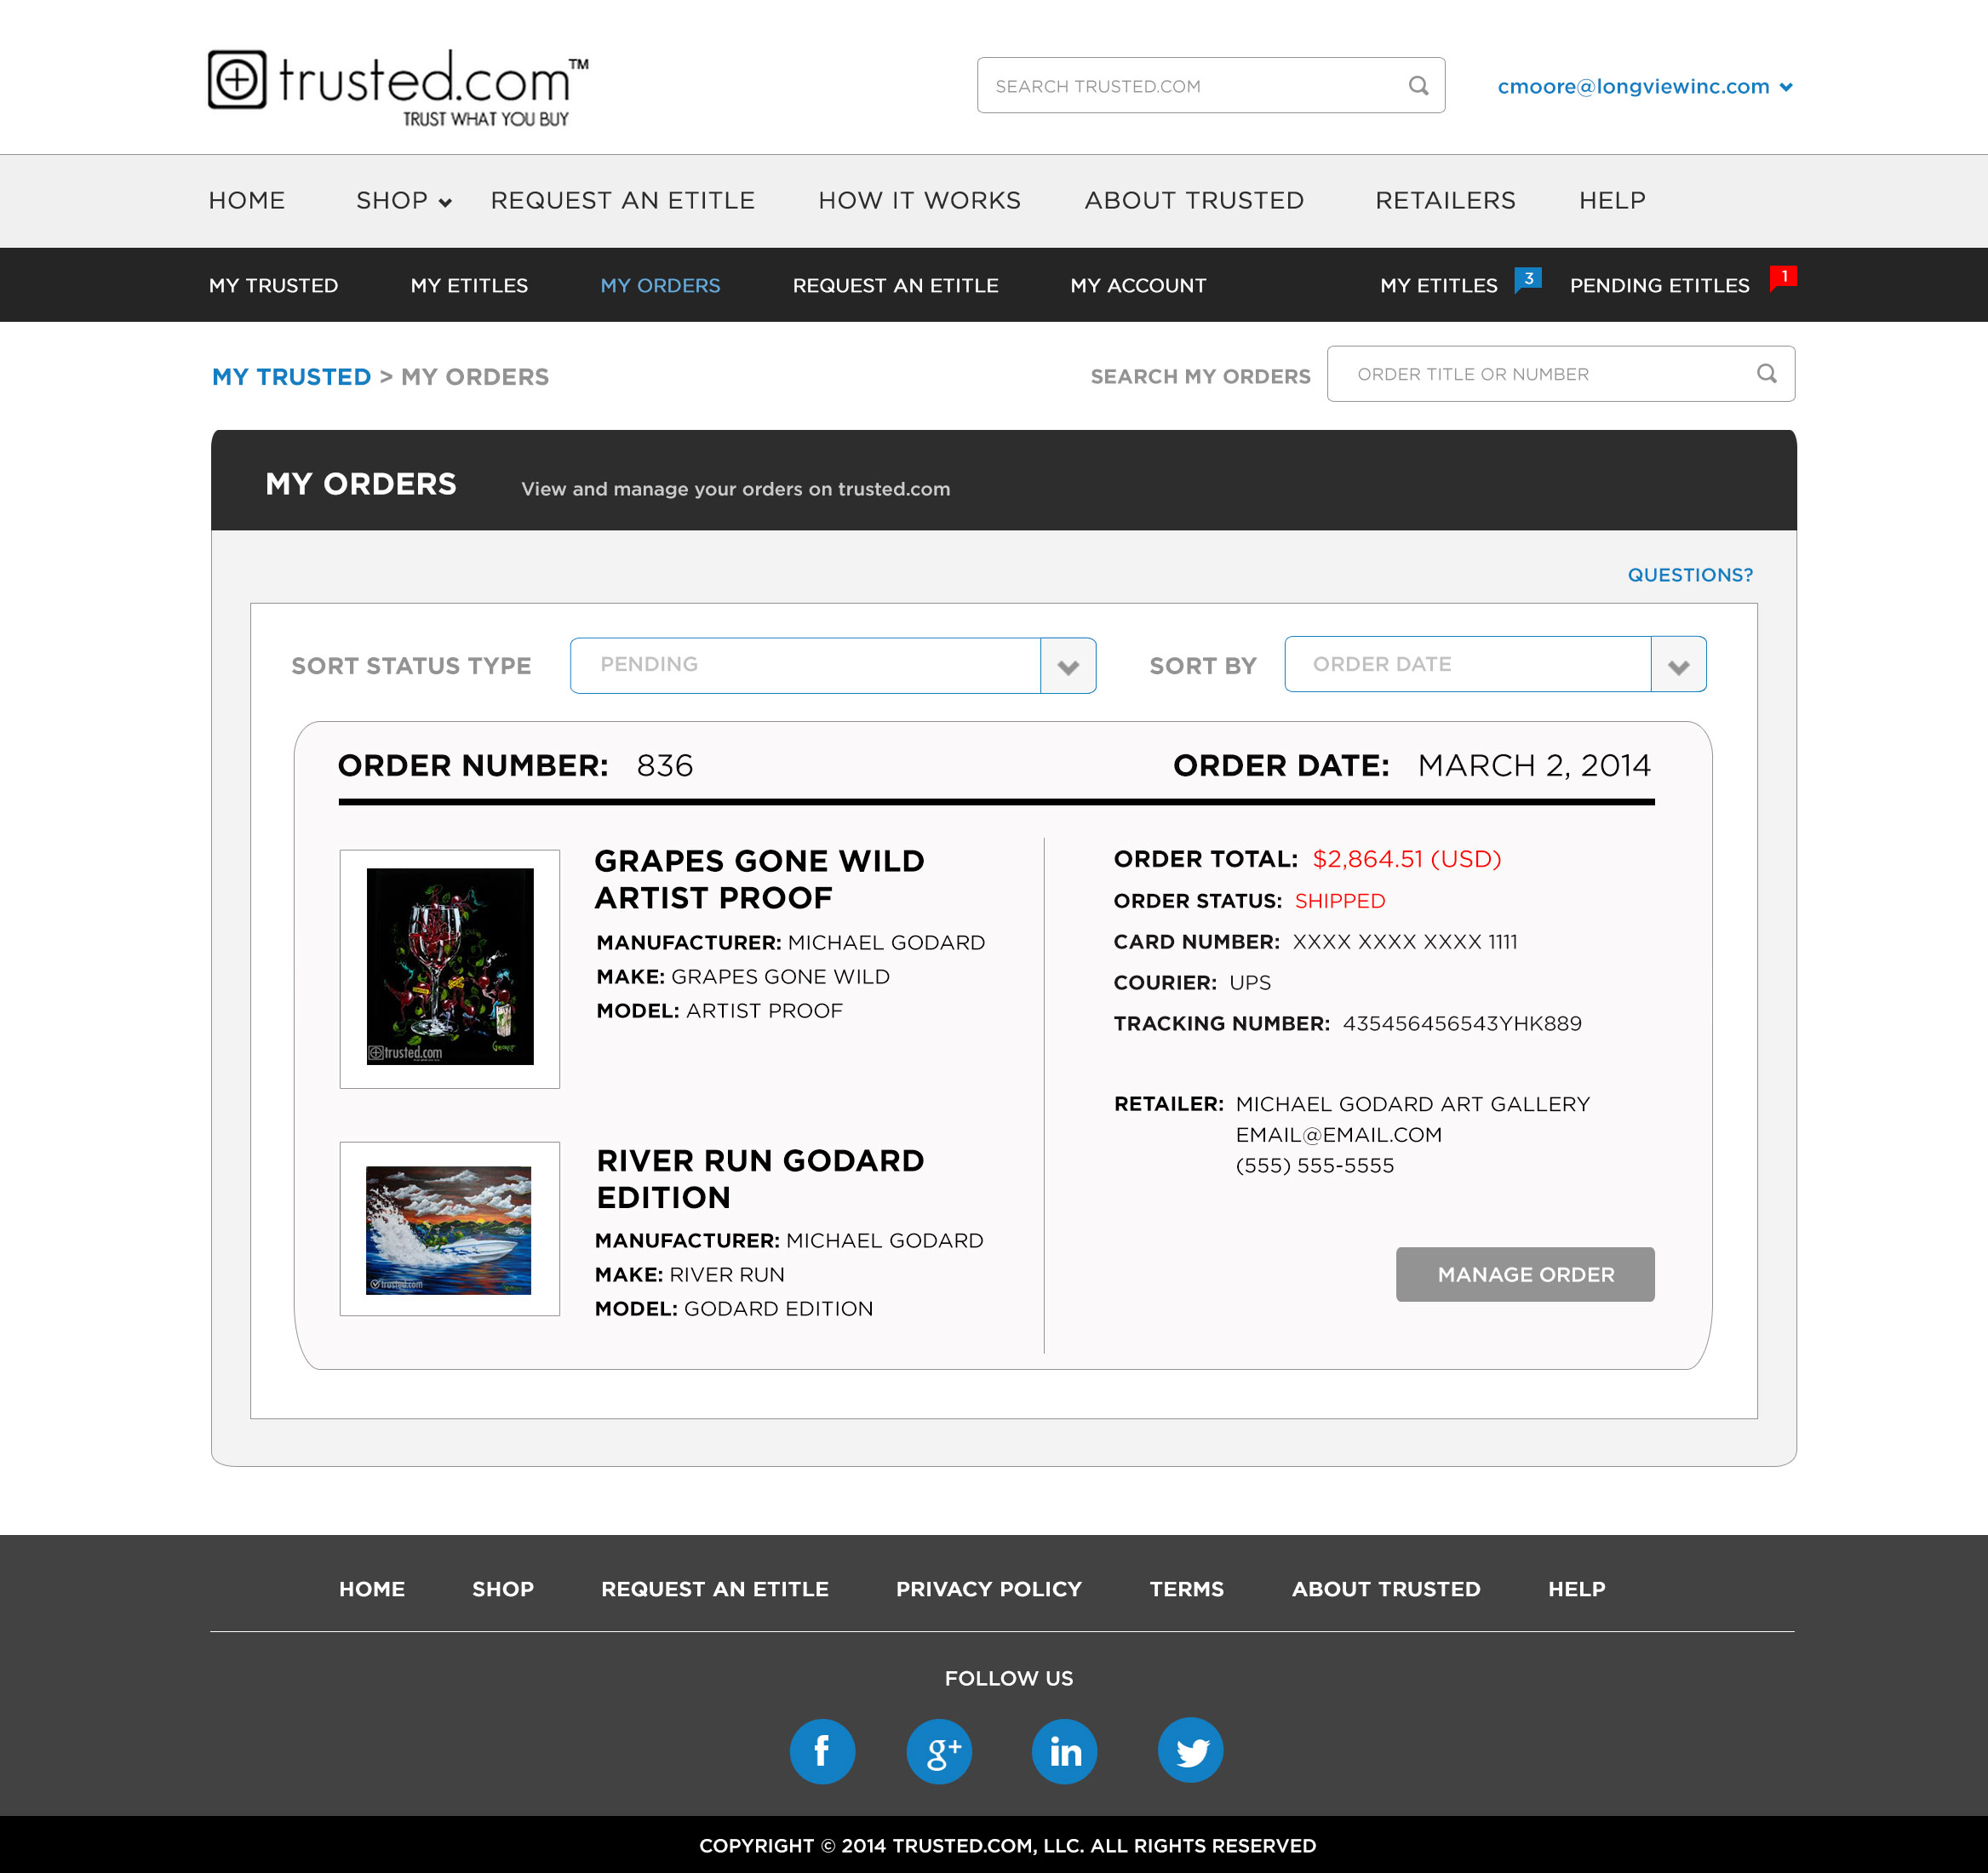 trusted.com™
TRUST WHAT YOU BUY
SEARCH TRUSTED.COM
cmoore@longviewinc.com
HOME SHOP REQUEST AN ETITLE HOW IT WORKS ABOUT TRUSTED RETAILERS HELP
MY TRUSTED MY ETITLES MY ORDERS REQUEST AN ETITLE MY ACCOUNT MY ETITLES 3 PENDING ETITLES 1
MY TRUSTED > MY ORDERS
SEARCH MY ORDERS ORDER TITLE OR NUMBER
MY ORDERS View and manage your orders on trusted.com
QUESTIONS?
SORT STATUS TYPE PENDING SORT BY ORDER DATE
ORDER NUMBER: 836 ORDER DATE: MARCH 2, 2014
GRAPES GONE WILD
ARTIST PROOF
MANUFACTURER: MICHAEL GODARD
MAKE: GRAPES GONE WILD
MODEL: ARTIST PROOF
trusted.com
RIVER RUN GODARD
EDITION
MANUFACTURER: MICHAEL GODARD
MAKE: RIVER RUN
MODEL: GODARD EDITION
trusted.com
ORDER TOTAL: $2,864.51 (USD)
ORDER STATUS: SHIPPED
CARD NUMBER: XXXX XXXX XXXX 1111
COURIER: UPS
TRACKING NUMBER: 435456456543YHK889
RETAILER: MICHAEL GODARD ART GALLERY
EMAIL@EMAIL.COM
(555) 555-5555
MANAGE ORDER
HOME SHOP REQUEST AN ETITLE PRIVACY POLICY TERMS ABOUT TRUSTED HELP
FOLLOW US
f g+ in
COPYRIGHT © 2014 TRUSTED.COM, LLC. ALL RIGHTS RESERVED